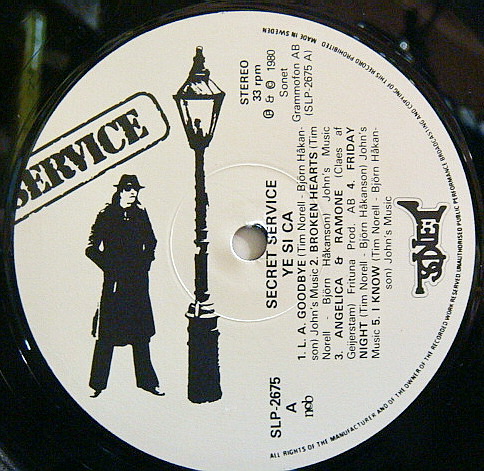 SERVICE
STEREO
33 rpm
℗ & © 1980
Sonet
Grammofon AB
(SLP-2675 A)
SECRET SERVICE
YE SI CA
1. L. A. GOODBYE (Tim Norell - Björn Håkan-
son) John's Music 2. BROKEN HEARTS (Tim
Norell - Björn Håkanson) John's Music
3. ANGELICA & RAMONE (Claes af
Geijerstam) Frituna Prod. AB 4. FRIDAY
NIGHT (Tim Norell - Björn Håkanson) John's
Music 5. I KNOW (Tim Norell - Björn Håkan-
son) John's Music
SLP-2675
A
ncb
SONET
ALL RIGHTS OF THE MANUFACTURER AND OF THE OWNER OF THE RECORDED WORK RESERVED UNAUTHORISED PUBLIC PERFORMANCE, BROADCASTING AND COPYING OF THIS RECORD PROHIBITED MADE IN SWEDEN